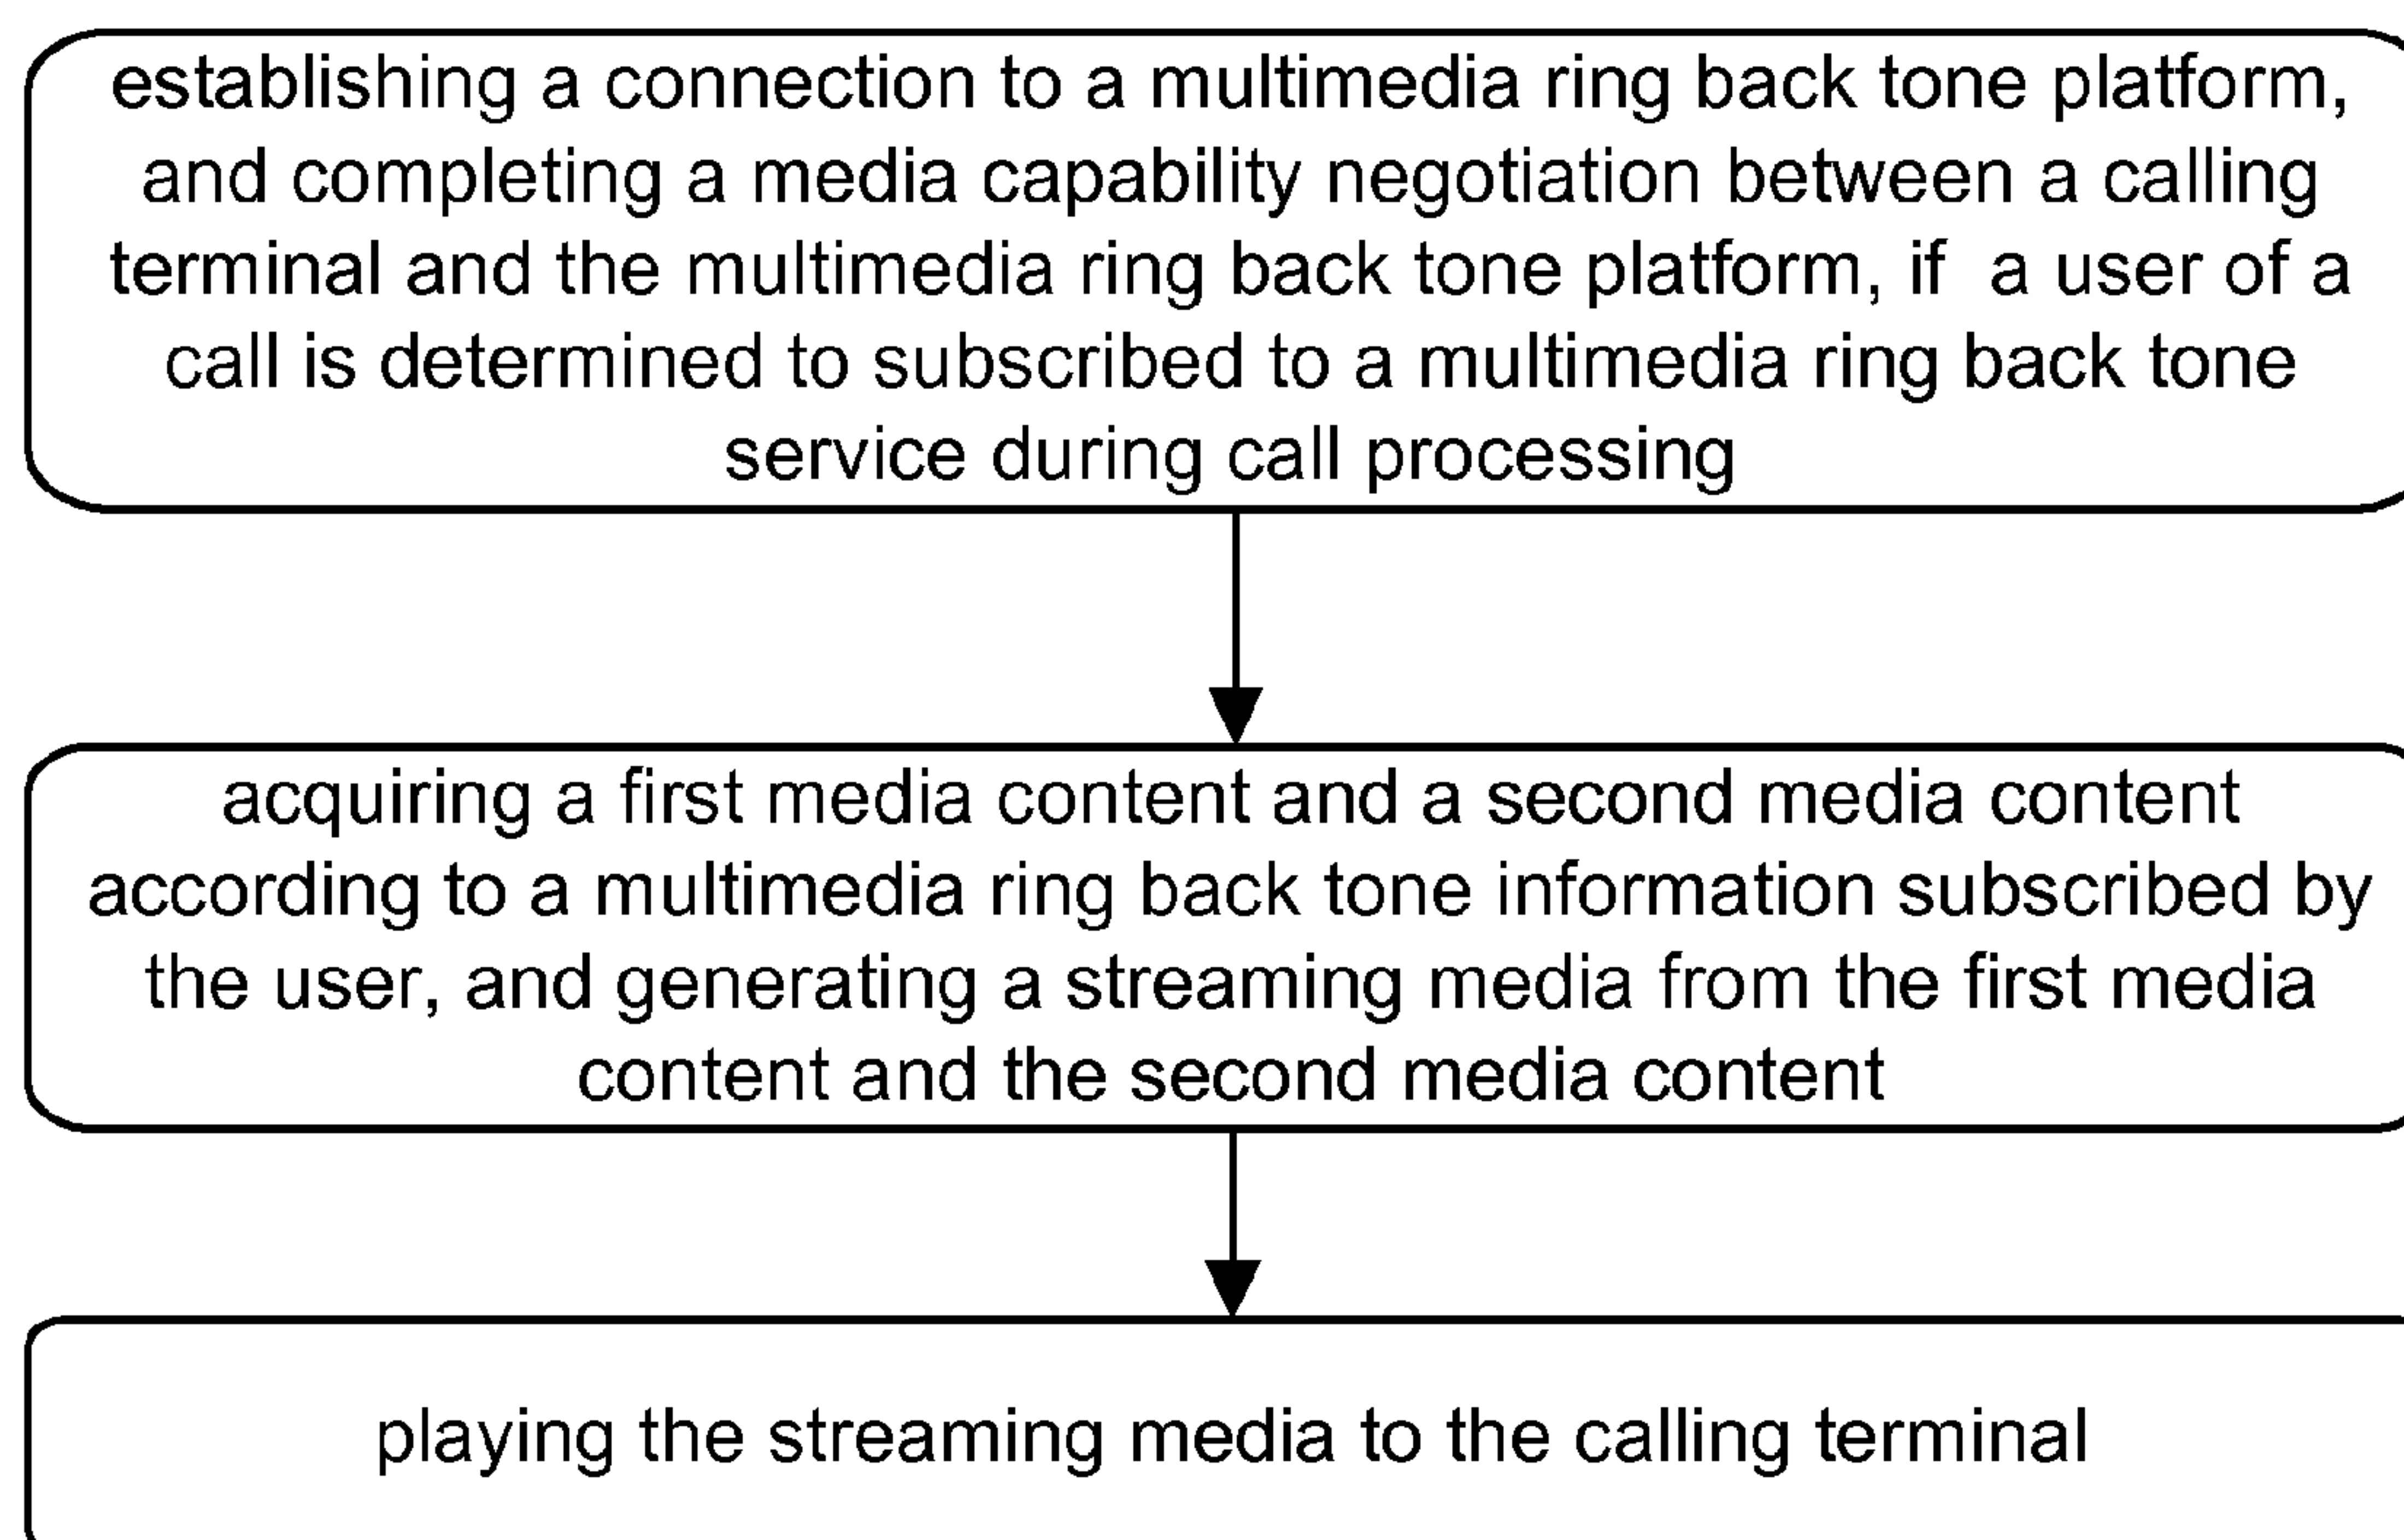 establishing a connection to a multimedia ring back tone platform,
and completing a media capability negotiation between a calling
terminal and the multimedia ring back tone platform, if a user of a
call is determined to subscribed to a multimedia ring back tone
service during call processing
acquiring a first media content and a second media content
according to a multimedia ring back tone information subscribed by
the user, and generating a streaming media from the first media
content and the second media content
playing the streaming media to the calling terminal